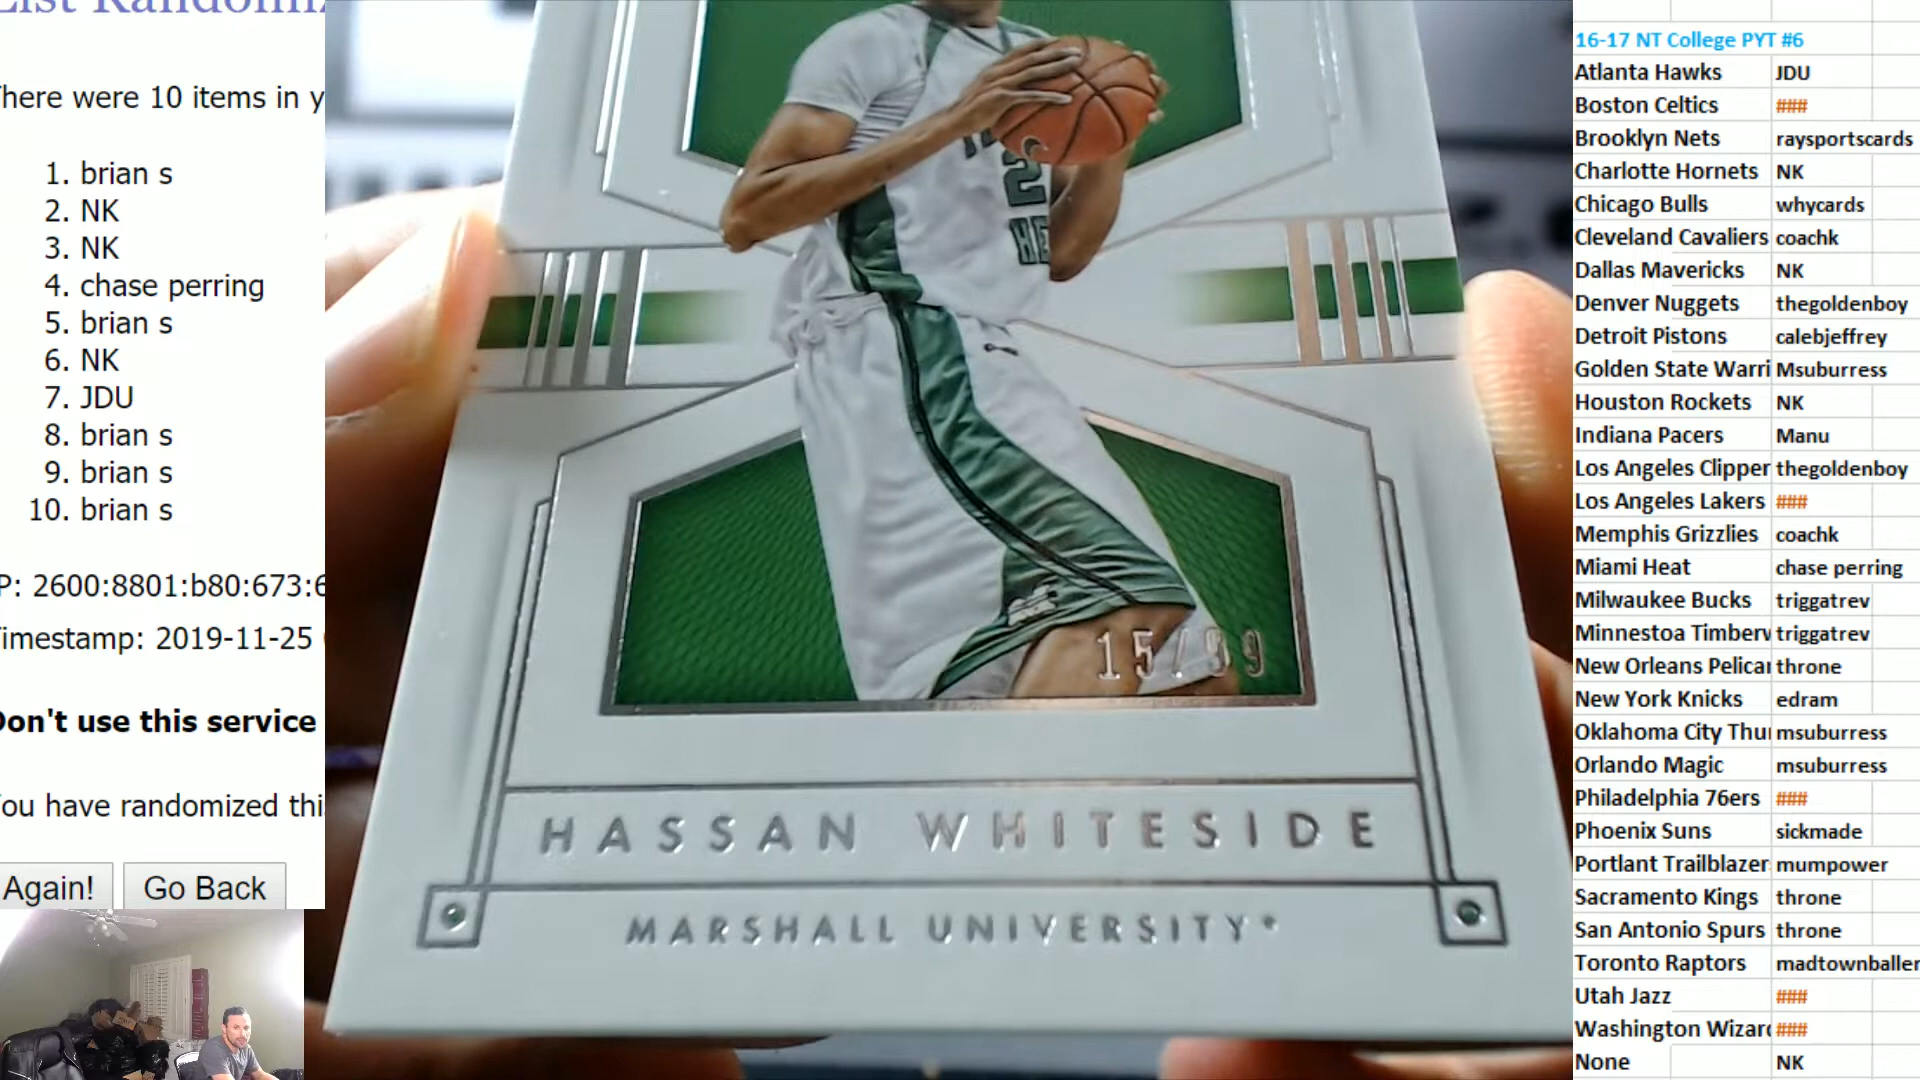 List Randomiz
here were 10 items in y
1. brian s
2. NK
3. NK
4. chase perring
5. brian s
6. NK
7. JDU
8. brian s
9. brian s
10. brian s
P: 2600:8801:b80:673:6
imestamp: 2019-11-25
Don't use this service
ou have randomized thi
Again! Go Back
2
HE
15/99
HASSAN WHITESIDE
MARSHALL UNIVERSITY*
16-17 NT College PYT #6
Atlanta Hawks JDU
Boston Celtics ###
Brooklyn Nets raysportscards
Charlotte Hornets NK
Chicago Bulls whycards
Cleveland Cavaliers coachk
Dallas Mavericks NK
Denver Nuggets thegoldenboy
Detroit Pistons calebjeffrey
Golden State Warri Msuburress
Houston Rockets NK
Indiana Pacers Manu
Los Angeles Clipper thegoldenboy
Los Angeles Lakers ###
Memphis Grizzlies coachk
Miami Heat chase perring
Milwaukee Bucks triggatrev
Minnestoa Timberv triggatrev
New Orleans Pelica throne
New York Knicks edram
Oklahoma City Thu msuburress
Orlando Magic msuburress
Philadelphia 76ers ###
Phoenix Suns sickmade
Portlant Trailblazer mumpower
Sacramento Kings throne
San Antonio Spurs throne
Toronto Raptors madtownballer
Utah Jazz ###
Washington Wizard ###
None NK